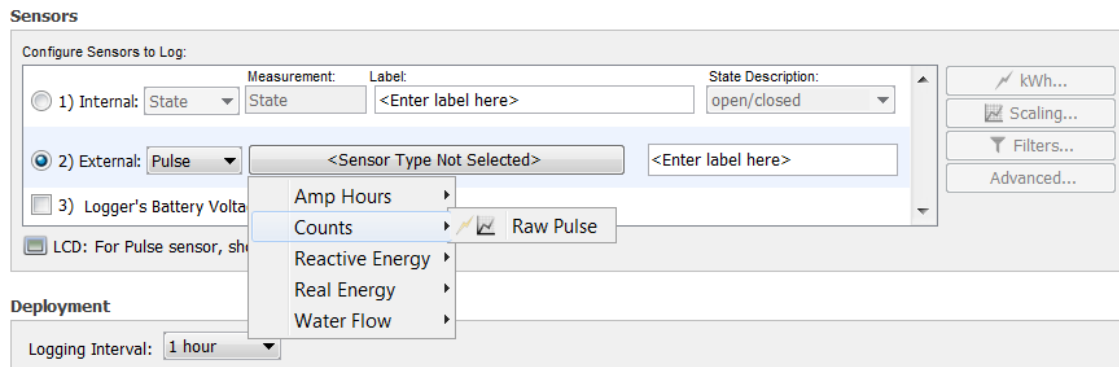 Sensors
Configure Sensors to Log:
Measurement: Label: State Description:
1) Internal: State State <Enter label here> open/closed
kWh...
Scaling...
2) External: Pulse <Sensor Type Not Selected> <Enter label here>
Filters...
Advanced...
3) Logger's Battery
Amp Hours
Counts Raw Pulse
LCD: For Pulse sensor,
Reactive Energy
Real Energy
Water Flow
Deployment
Logging Interval: 1 hour